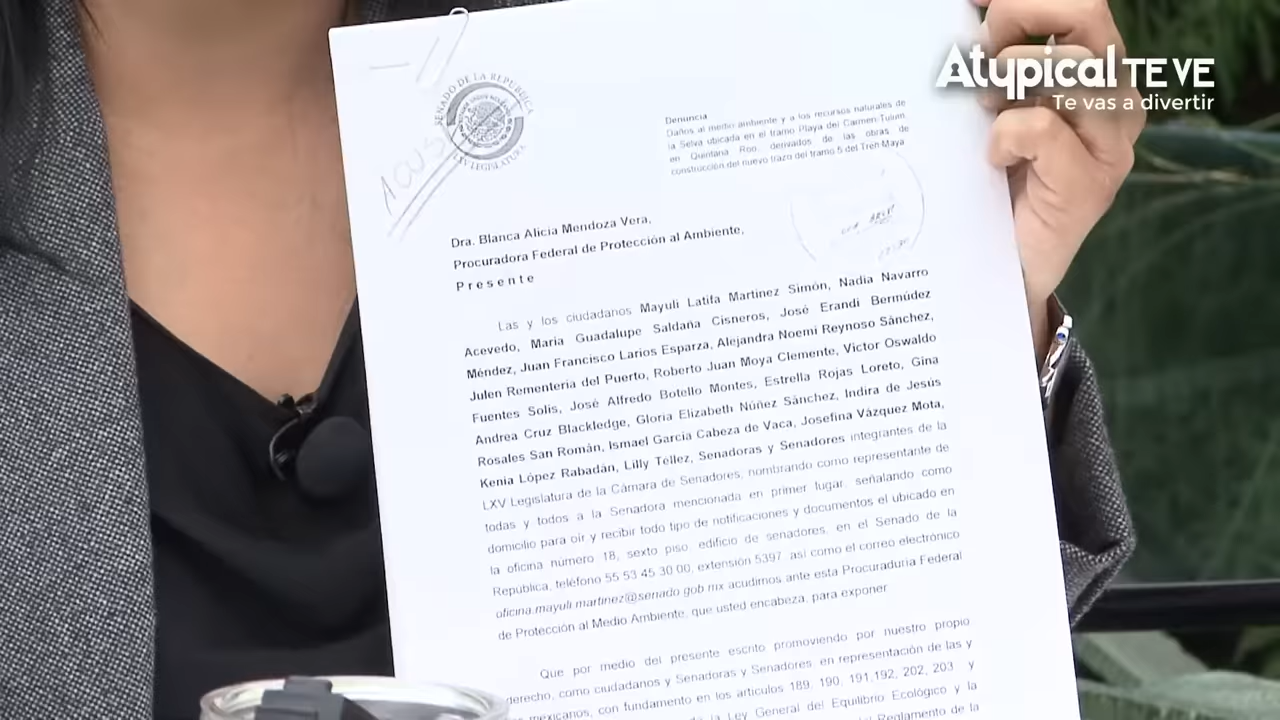 Atypical TE VE
Te vas a divertir
SENADO DE LA REPÚBLICA
LXV LEGISLATURA
ACUSE
Denuncia
Daños al medio ambiente y a los recursos naturales de
la Selva ubicada en el tramo Playa del Carmen-Tulum,
en Quintana Roo, derivados de las obras de
construcción del nuevo trazo del tramo 5 del Tren Maya
Dra. Blanca Alicia Mendoza Vera,
Procuradora Federal de Protección al Ambiente,
Presente
Las y los ciudadanos Mayuli Latifa Martínez Simón, Nadia Navarro
Acevedo, María Guadalupe Saldaña Cisneros, José Erandi Bermúdez
Méndez, Juan Francisco Larios Esparza, Alejandra Noemí Reynoso Sánchez,
Julen Rementería del Puerto, Roberto Juan Moya Clemente, Víctor Oswaldo
Fuentes Solís, José Alfredo Botello Montes, Estrella Rojas Loreto, Gina
Andrea Cruz Blackledge, Gloria Elizabeth Núñez Sánchez, Indira de Jesús
Rosales San Román, Ismael García Cabeza de Vaca, Josefina Vázquez Mota,
Kenia López Rabadán, Lilly Téllez, Senadoras y Senadores integrantes de la
LXV Legislatura de la Cámara de Senadores, nombrando como representante de
todas y todos a la Senadora mencionada en primer lugar, señalando como
domicilio para oír y recibir todo tipo de notificaciones y documentos el ubicado en
la oficina número 18, sexto piso, edificio de senadores, en el Senado de la
República, teléfono 55 53 45 30 00, extensión 5397, así como el correo electrónico
oficina.mayuli.martinez@senado.gob.mx acudimos ante esta Procuraduría Federal
de Protección al Medio Ambiente, que usted encabeza, para exponer
Que por medio del presente escrito promoviendo por nuestro propio
derecho, como ciudadanos y Senadoras y Senadores, en representación de las y
mexicanos, con fundamento en los artículos 189, 190, 191,192, 202, 203 y
la Ley General del Equilibrio Ecológico y la
Reglamento de la